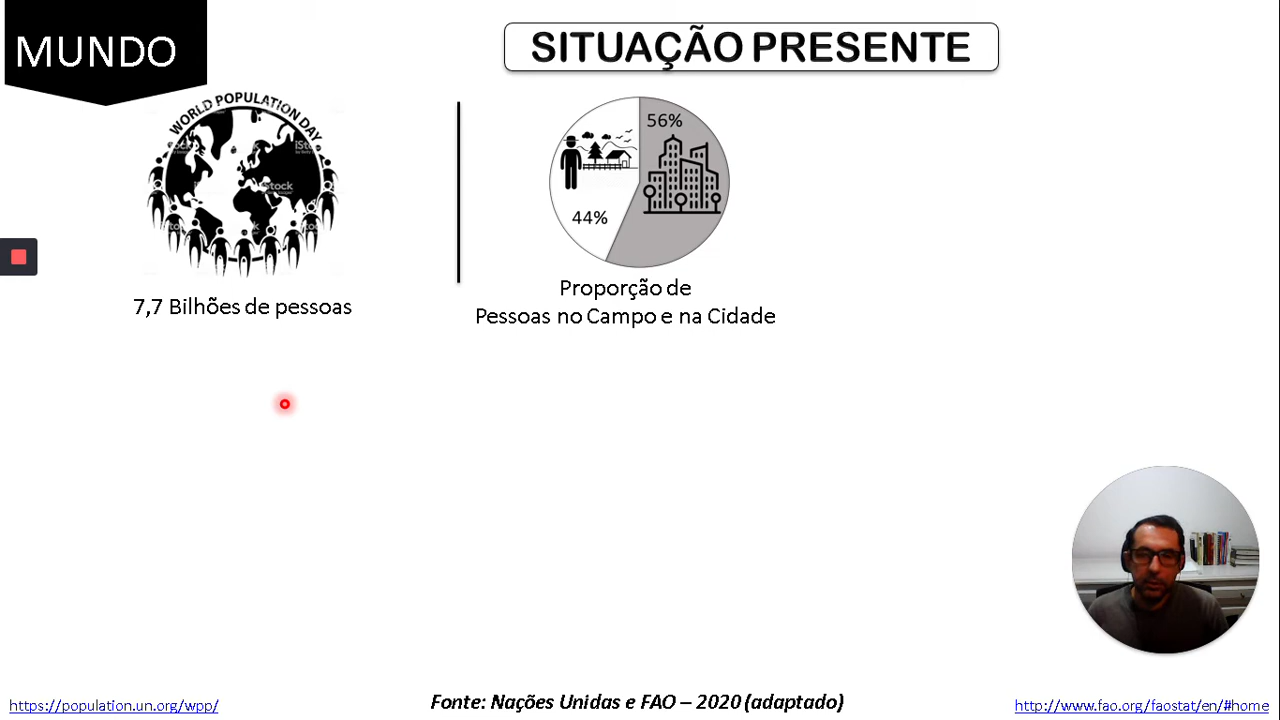 MUNDO
SITUAÇÃO PRESENTE
WORLD POPULATION DAY
iStock
iStock
7,7 Bilhões de pessoas
56%
44%
Proporção de
Pessoas no Campo e na Cidade
https://population.un.org/wpp/
Fonte: Nações Unidas e FAO – 2020 (adaptado)
http://www.fao.org/faostat/en/#home